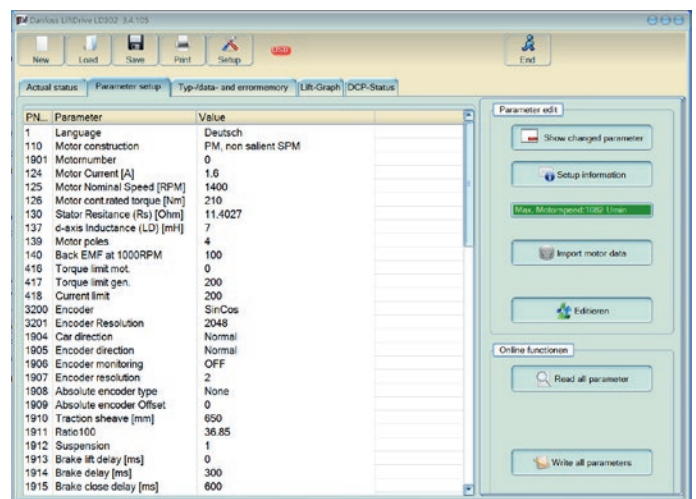 Danfoss LiftDrive LD302 3.4.105
New Load Save Print Setup USB End
Actual status Parameter setup Typ-/data- and errormemory Lift-Graph DCP-Status
PN... Parameter Value
1 Language Deutsch
110 Motor construction PM, non salient SPM
1901 Motornumber 0
124 Motor Current [A] 1.6
125 Motor Nominal Speed [RPM] 1400
126 Motor cont.rated torque [Nm] 210
130 Stator Resitance (Rs) [Ohm] 11.4027
137 d-axis Inductance (LD) [mH] 7
139 Motor poles 4
140 Back EMF at 1000RPM 100
416 Torque limit mot. 0
417 Torque limit gen. 200
418 Current limit 200
3200 Encoder SinCos
3201 Encoder Resolution 2048
1904 Car direction Normal
1905 Encoder direction Normal
1906 Encoder monitoring OFF
1907 Encoder resolution 2
1908 Absolute encoder type None
1909 Absolute encoder Offset 0
1910 Traction sheave [mm] 650
1911 Ratio100 36.85
1912 Suspension 1
1913 Brake lift delay [ms] 0
1914 Brake delay [ms] 300
1915 Brake close delay [ms] 600
Parameter edit
Show changed parameter
Setup information
Max. Motorspeed:1082 U/min
Import motor data
Editieren
Online functionen
Read all parameter
Write all parameters